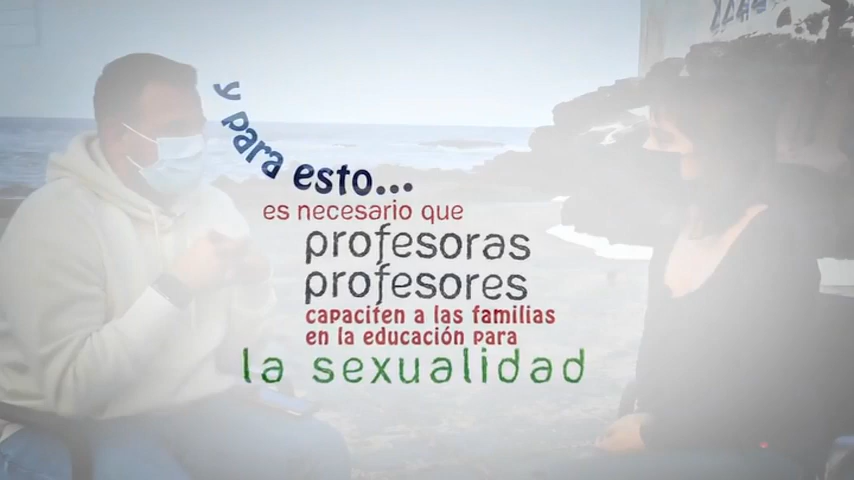 y para esto...
es necesario que
profesoras
profesores
capaciten a las familias
en la educación para
la sexualidad